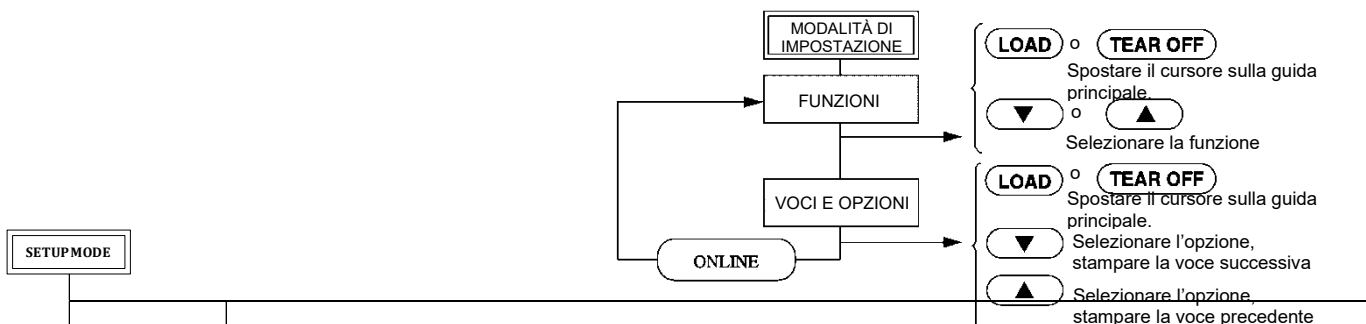 MODALITÀ DI
IMPOSTAZIONE
LOAD o TEAR OFF
Spostare il cursore sulla guida
principale.
FUNZIONI
▼ o ▲
Selezionare la funzione
LOAD o TEAR OFF
Spostare il cursore sulla guida
principale.
VOCI E OPZIONI
▼ Selezionare l'opzione,
stampare la voce successiva
SETUPMODE
ONLINE
▲ Selezionare l'opzione,
stampare la voce precedente